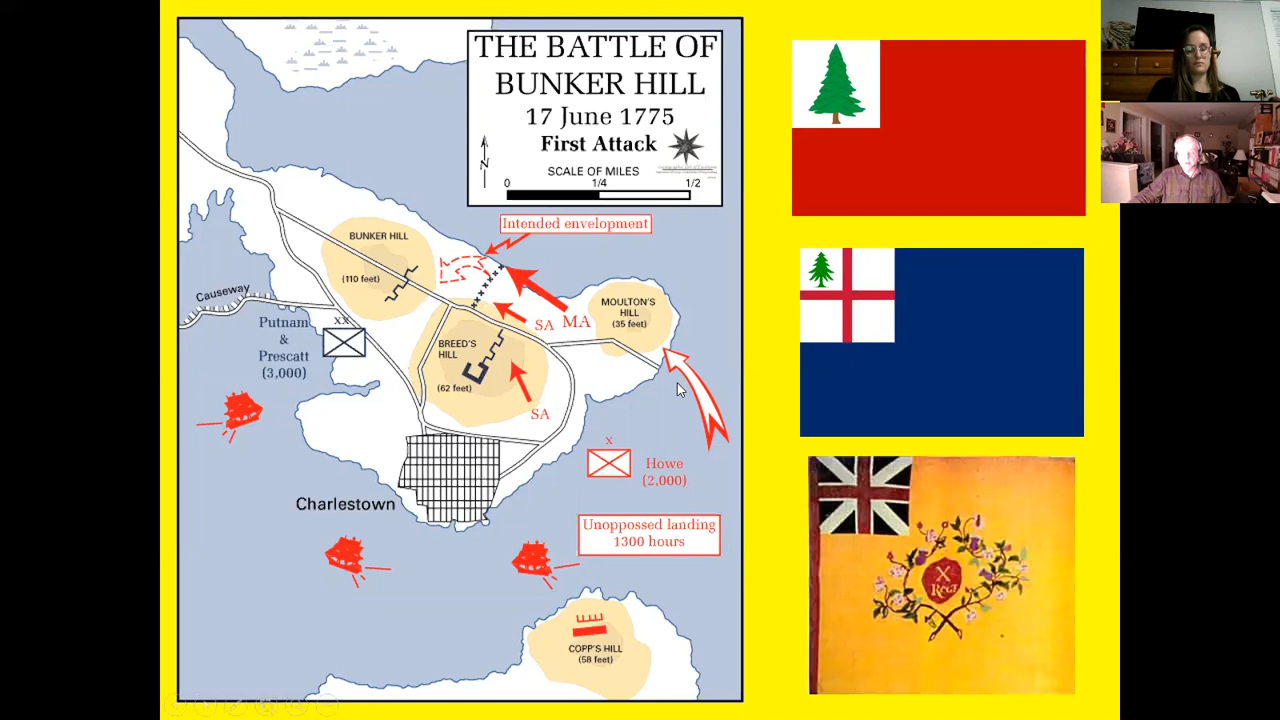 THE BATTLE OF
BUNKER HILL
17 June 1775
First Attack
N
SCALE OF MILES
0 1/4 1/2
Intended envelopment
BUNKER HILL
(110 feet)
Causeway
Putnam
&
Prescatt
(3,000)
XX
MOULTON'S
HILL
(35 feet)
SA MA
BREED'S
HILL
(62 feet)
SA
X
Howe
(2,000)
Charlestown
Unoppossed landing
1300 hours
COPP'S HILL
(58 feet)
X
REGT